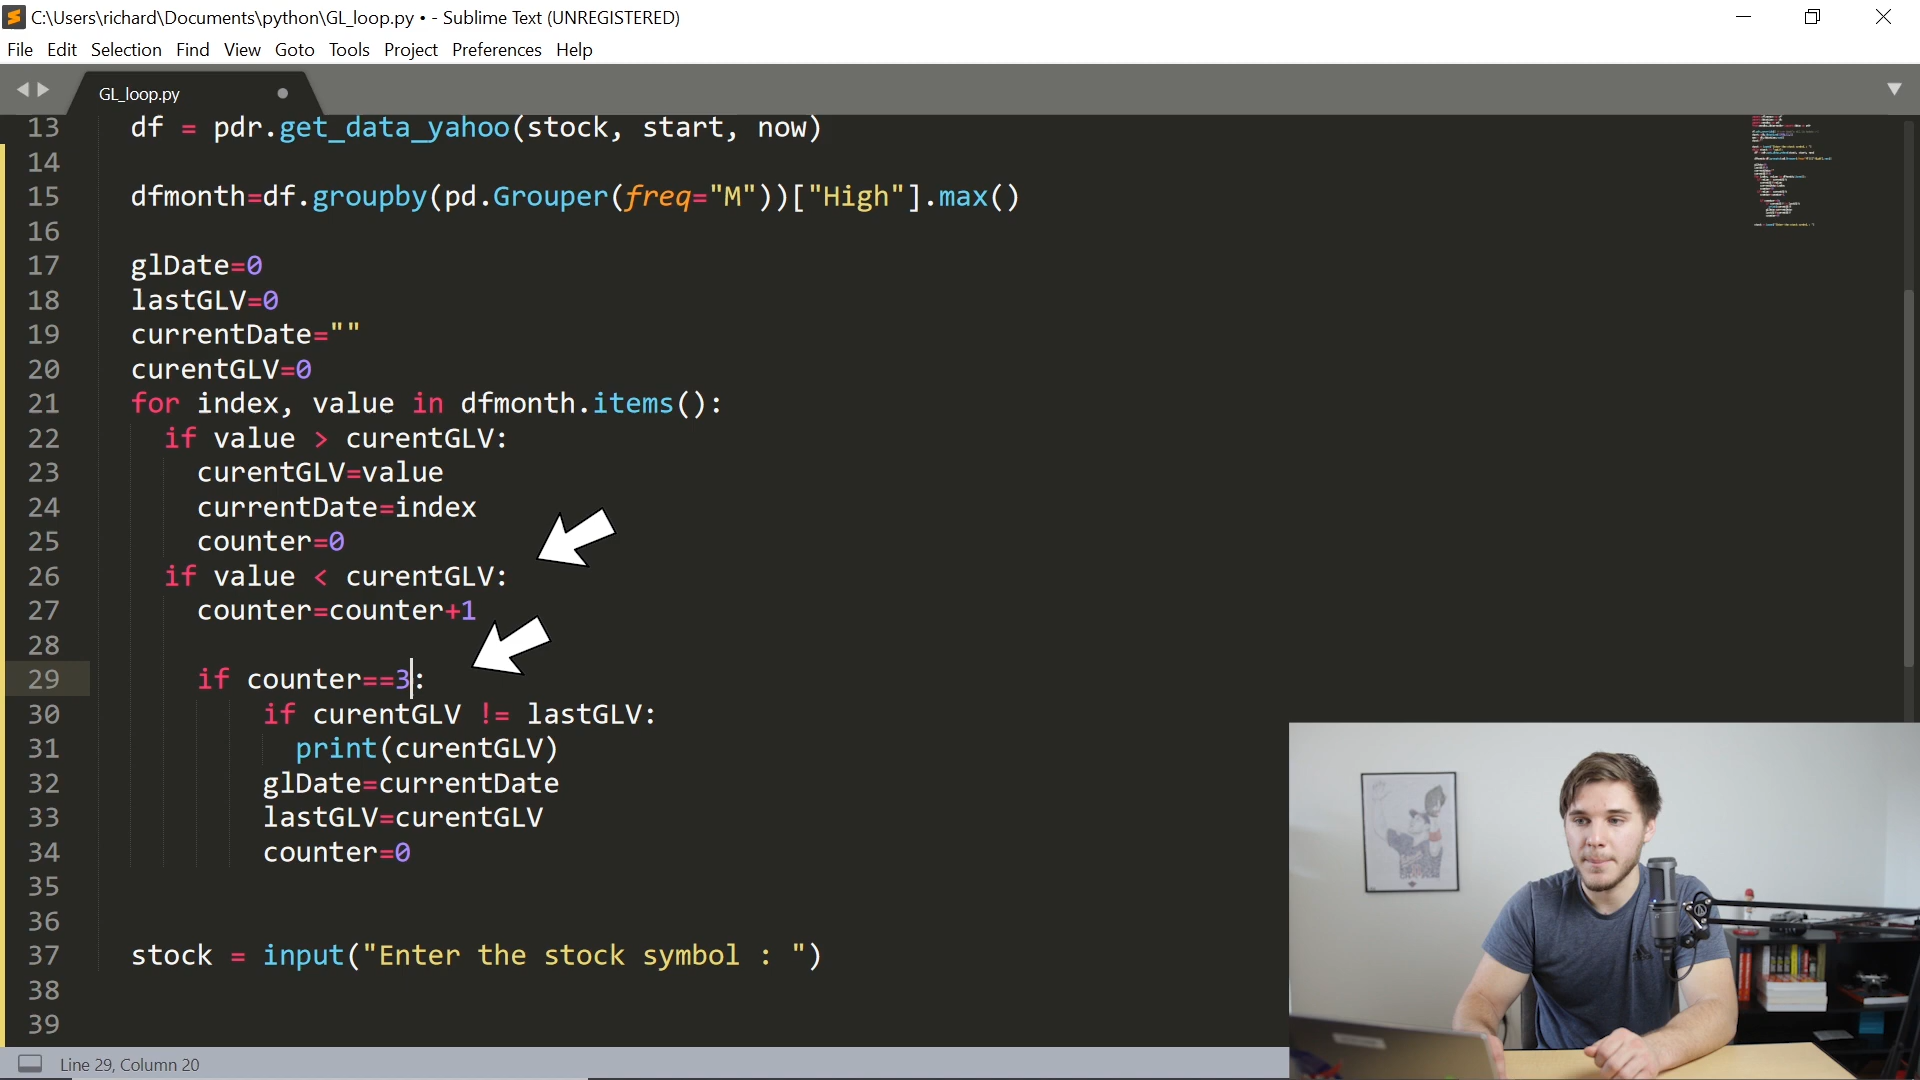 C:\Users\richard\Documents\python\GL_loop.py • - Sublime Text (UNREGISTERED)
File Edit Selection Find View Goto Tools Project Preferences Help
GL_loop.py
13 df = pdr.get_data_yahoo(stock, start, now)
14
15 dfmonth=df.groupby(pd.Grouper(freq="M"))["High"].max()
16
17 glDate=0
18 lastGLV=0
19 currentDate=""
20 curentGLV=0
21 for index, value in dfmonth.items():
22 if value > curentGLV:
23 curentGLV=value
24 currentDate=index
25 counter=0
26 if value < curentGLV:
27 counter=counter+1
28
29 if counter==3:
30 if curentGLV != lastGLV:
31 print(curentGLV)
32 glDate=currentDate
33 lastGLV=curentGLV
34 counter=0
35
36
37 stock = input("Enter the stock symbol : ")
38
39
Line 29, Column 20